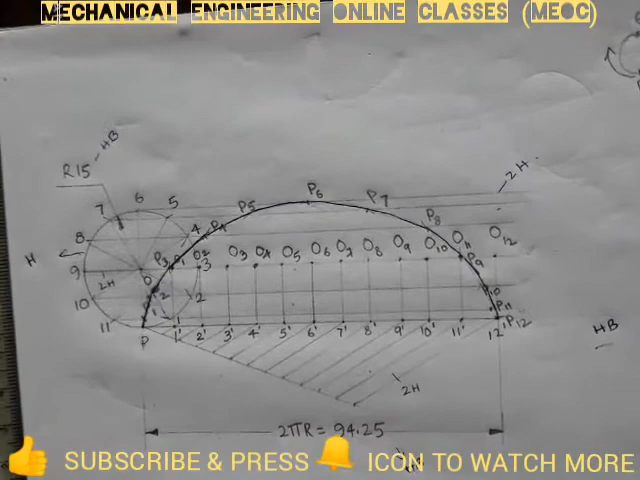 MECHANICAL ENGINEERING ONLINE CLASSES (MEOC)
HB
R15
2H
P6
6 5
7
P5 P7
P8
8 4 P4
H
P3 O1 O2 O3 O4 O5 O6 O7 O8 O9 O10 O11 O12
P9
9 O 3
2H
10 2
P11
11 1
P 1' 2' 3' 4' 5' 6' 7' 8' 9' 10' 11' 12' P12
HB
2H
2πR = 94.25
SUBSCRIBE & PRESS ICON TO WATCH MORE